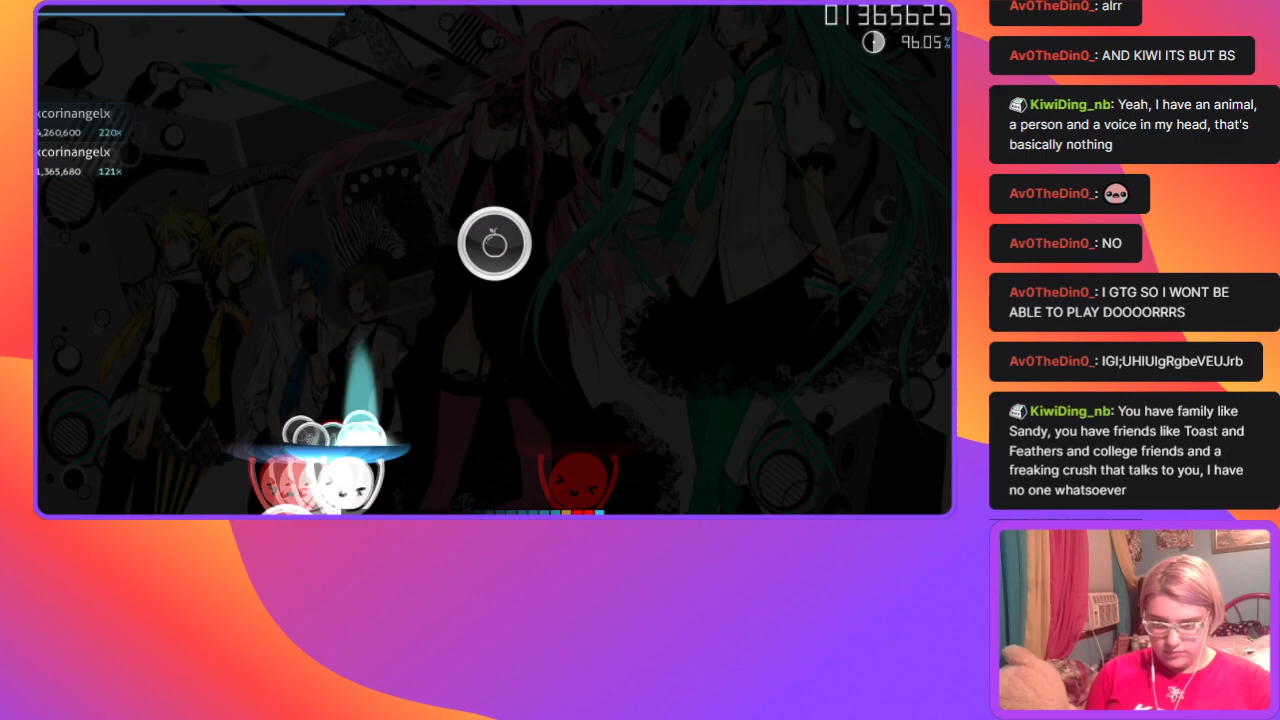 01365625
96.05%
xcorinangelx
4,260,600 220x
xcorinangelx
1,365,680 121x
Av0TheDin0_: alrr
Av0TheDin0_: AND KIWI ITS BUT BS
KiwiDing_nb: Yeah, I have an animal,
a person and a voice in my head, that's
basically nothing
Av0TheDin0_:
Av0TheDin0_: NO
Av0TheDin0_: I GTG SO I WONT BE
ABLE TO PLAY DOOOORRRS
Av0TheDin0_: IGI;UHIUIgRgbeVEUJrb
KiwiDing_nb: You have family like
Sandy, you have friends like Toast and
Feathers and college friends and a
freaking crush that talks to you, I have
no one whatsoever